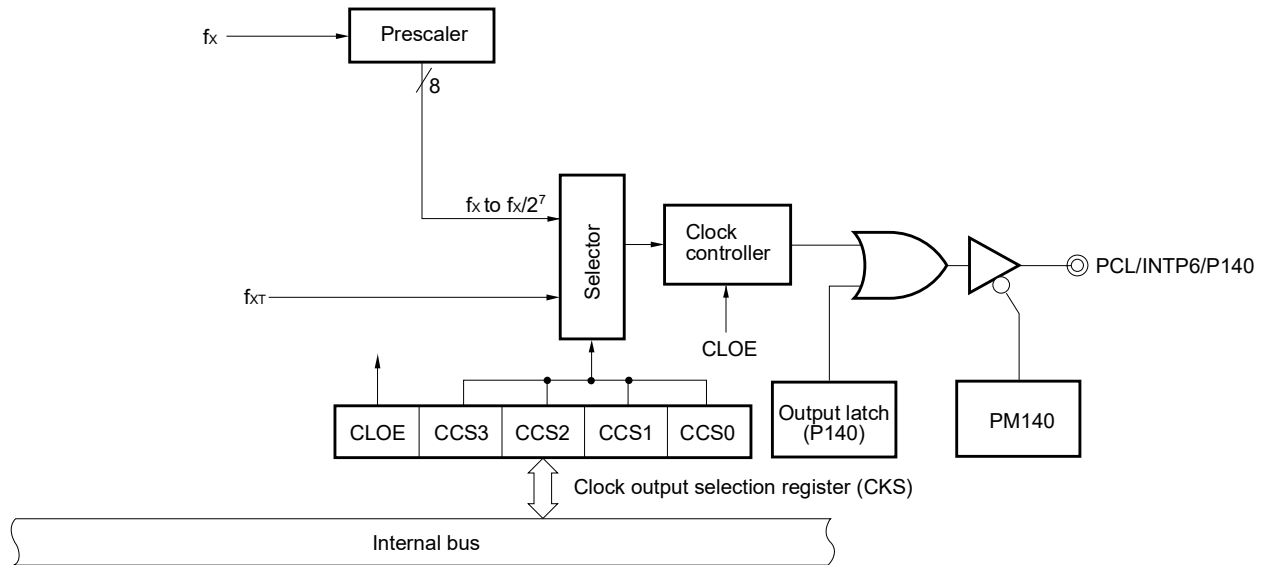 Prescaler
fX
8
fX to fX/2⁷
Selector
Clock
controller
PCL/INTP6/P140
fXT
CLOE
CLOE CCS3 CCS2 CCS1 CCS0
Output latch
(P140)
PM140
Clock output selection register (CKS)
Internal bus